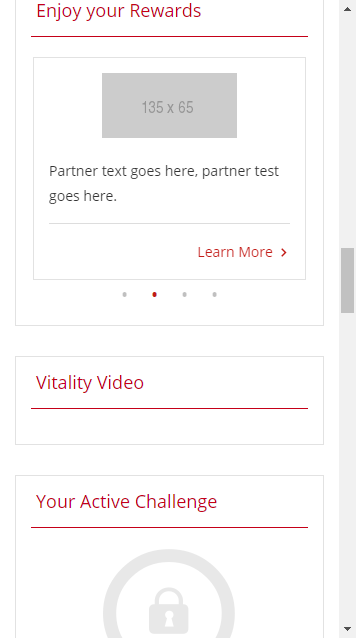 Enjoy your Rewards
135 x 65
Partner text goes here, partner test
goes here.
Learn More
Vitality Video
Your Active Challenge